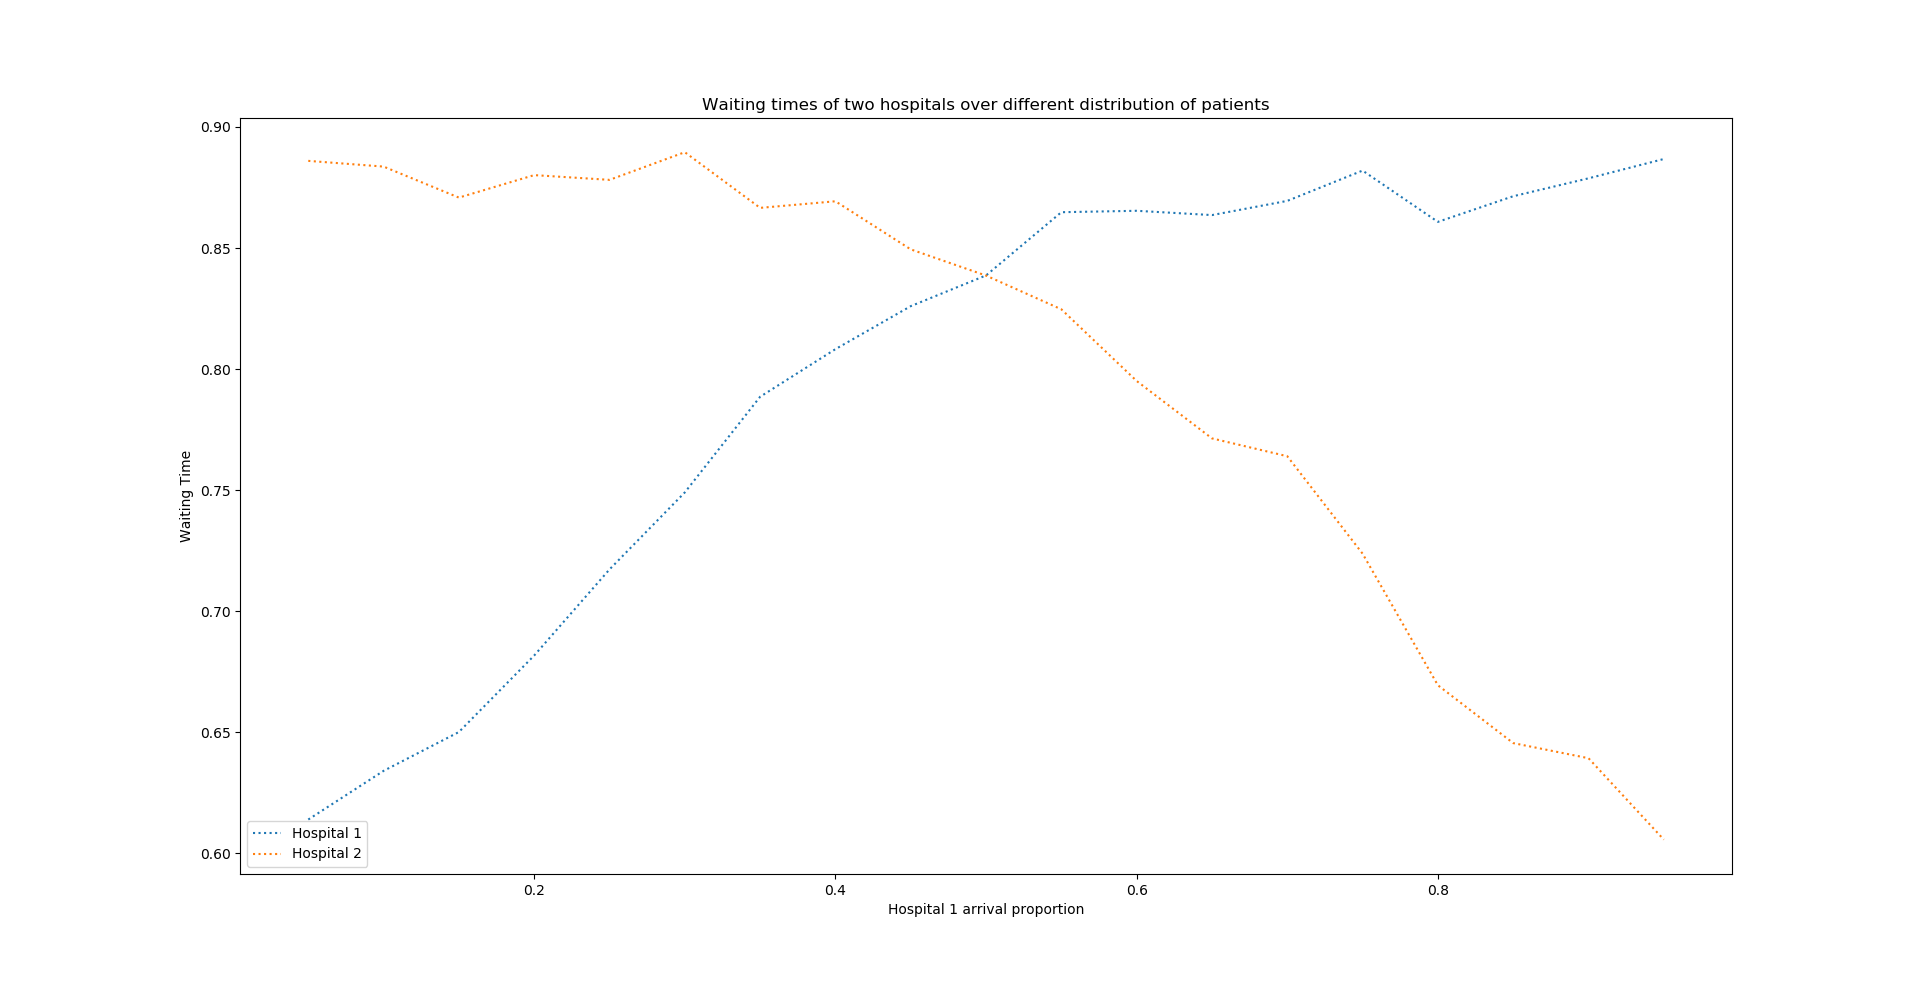 Waiting times of two hospitals over different distribution of patients
0.90
0.85
0.80
0.75
0.70
0.65
0.60
Waiting Time
Hospital 1
Hospital 2
0.2 0.4 0.6 0.8
Hospital 1 arrival proportion